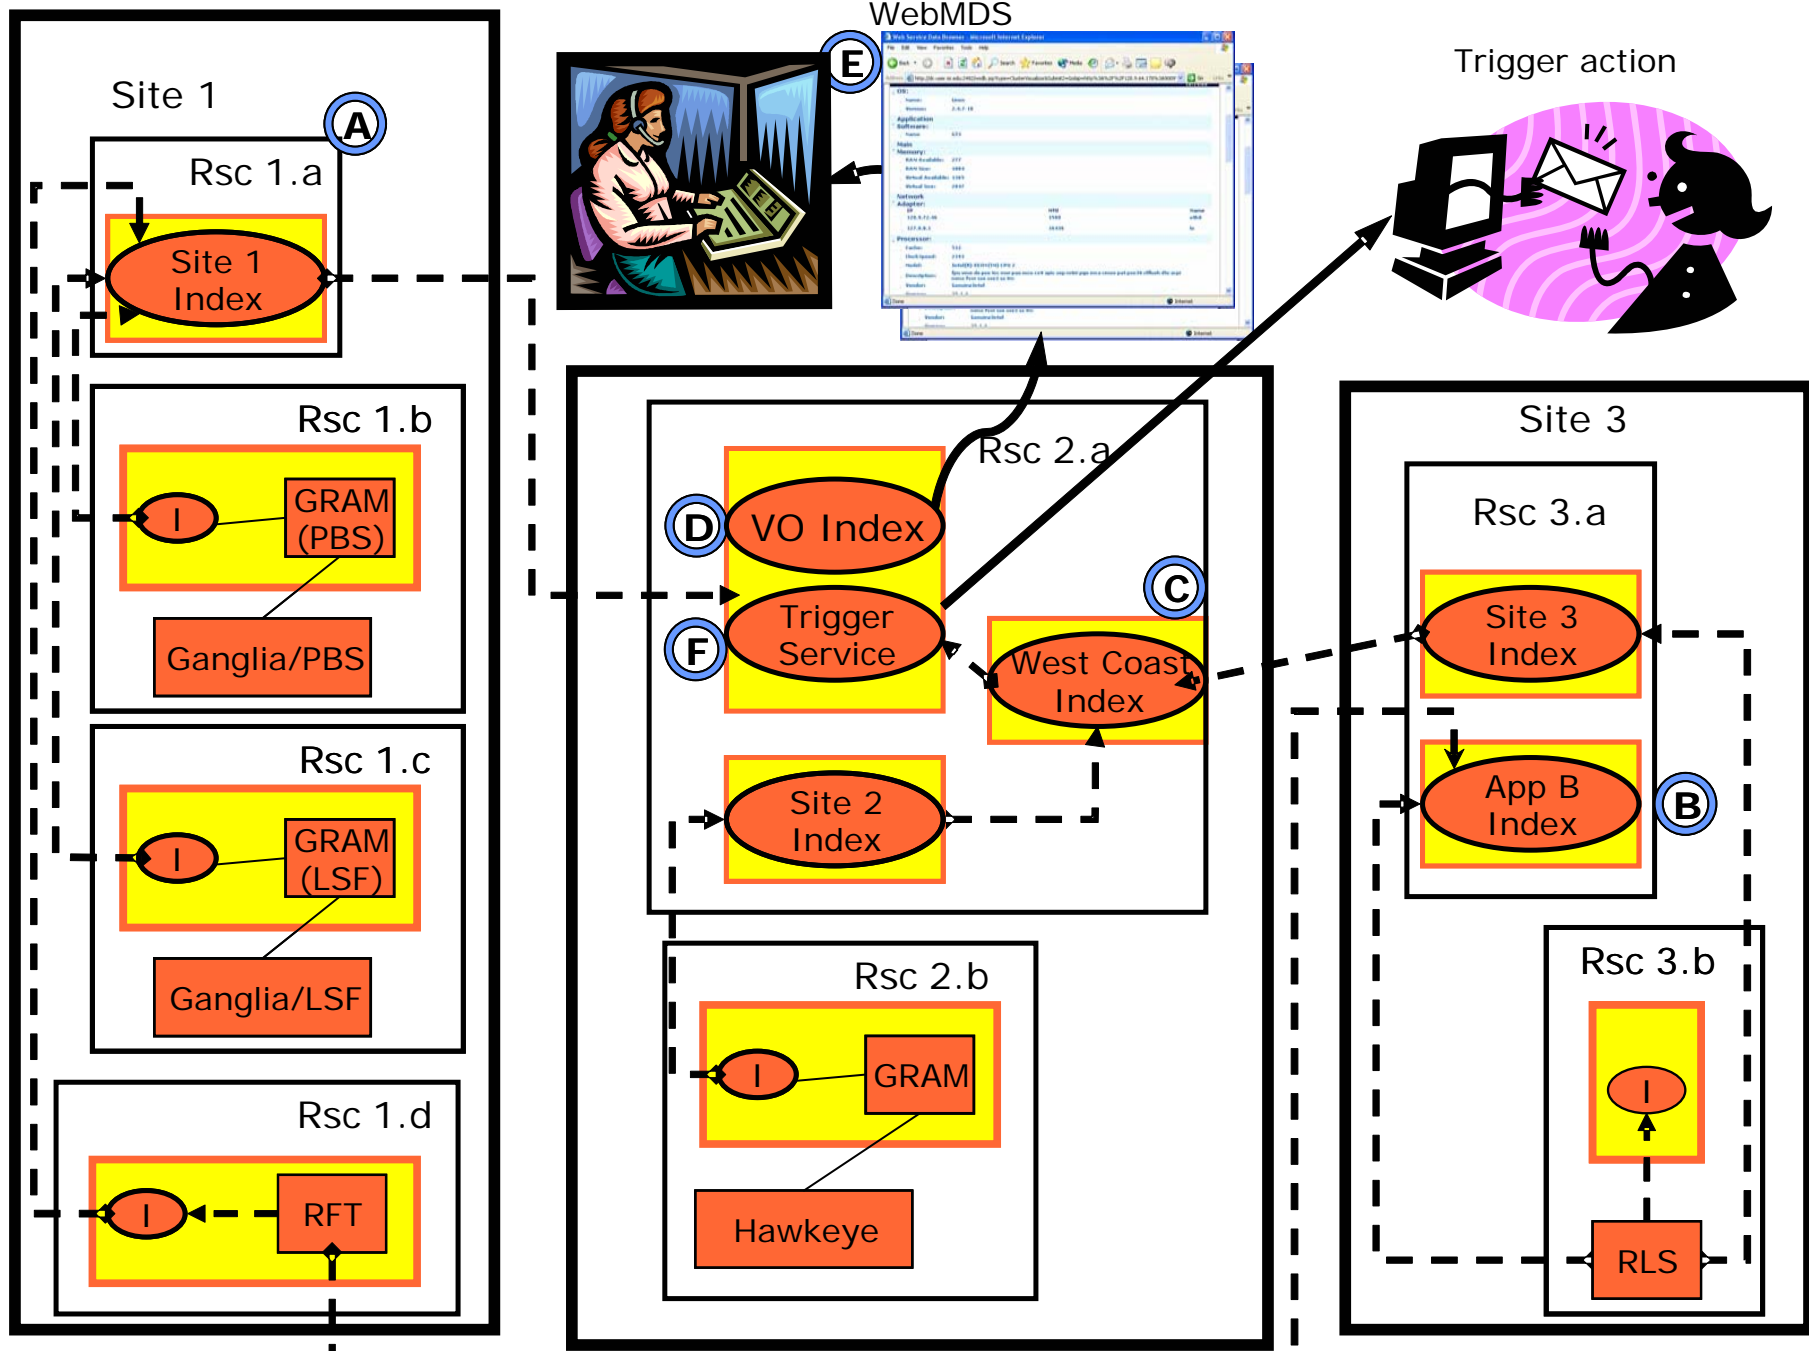 WebMDS
E
Trigger action
Site 1
A
Rsc 1.a
Site 1
Index
Rsc 1.b
I
GRAM
(PBS)
Ganglia/PBS
Rsc 1.c
I
GRAM
(LSF)
Ganglia/LSF
Rsc 1.d
I
RFT
Rsc 2.a
D
VO Index
F
Trigger
Service
C
West Coast
Index
Site 2
Index
Rsc 2.b
I
GRAM
Hawkeye
Site 3
Rsc 3.a
Site 3
Index
App B
Index
B
Rsc 3.b
I
RLS